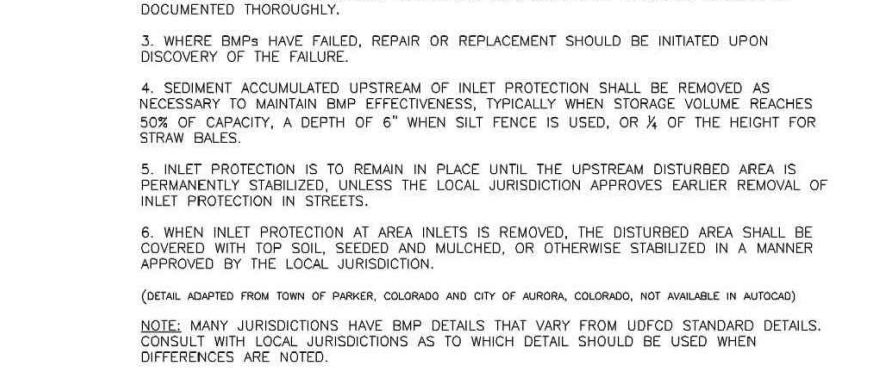 DOCUMENTED THOROUGHLY.
3. WHERE BMPs HAVE FAILED, REPAIR OR REPLACEMENT SHOULD BE INITIATED UPON
DISCOVERY OF THE FAILURE.
4. SEDIMENT ACCUMULATED UPSTREAM OF INLET PROTECTION SHALL BE REMOVED AS
NECESSARY TO MAINTAIN BMP EFFECTIVENESS, TYPICALLY WHEN STORAGE VOLUME REACHES
50% OF CAPACITY, A DEPTH OF 6" WHEN SILT FENCE IS USED, OR ¼ OF THE HEIGHT FOR
STRAW BALES.
5. INLET PROTECTION IS TO REMAIN IN PLACE UNTIL THE UPSTREAM DISTURBED AREA IS
PERMANENTLY STABILIZED, UNLESS THE LOCAL JURISDICTION APPROVES EARLIER REMOVAL OF
INLET PROTECTION IN STREETS.
6. WHEN INLET PROTECTION AT AREA INLETS IS REMOVED, THE DISTURBED AREA SHALL BE
COVERED WITH TOP SOIL, SEEDED AND MULCHED, OR OTHERWISE STABILIZED IN A MANNER
APPROVED BY THE LOCAL JURISDICTION.
(DETAIL ADAPTED FROM TOWN OF PARKER, COLORADO AND CITY OF AURORA, COLORADO, NOT AVAILABLE IN AUTOCAD)
NOTE: MANY JURISDICTIONS HAVE BMP DETAILS THAT VARY FROM UDFCD STANDARD DETAILS.
CONSULT WITH LOCAL JURISDICTIONS AS TO WHICH DETAIL SHOULD BE USED WHEN
DIFFERENCES ARE NOTED.